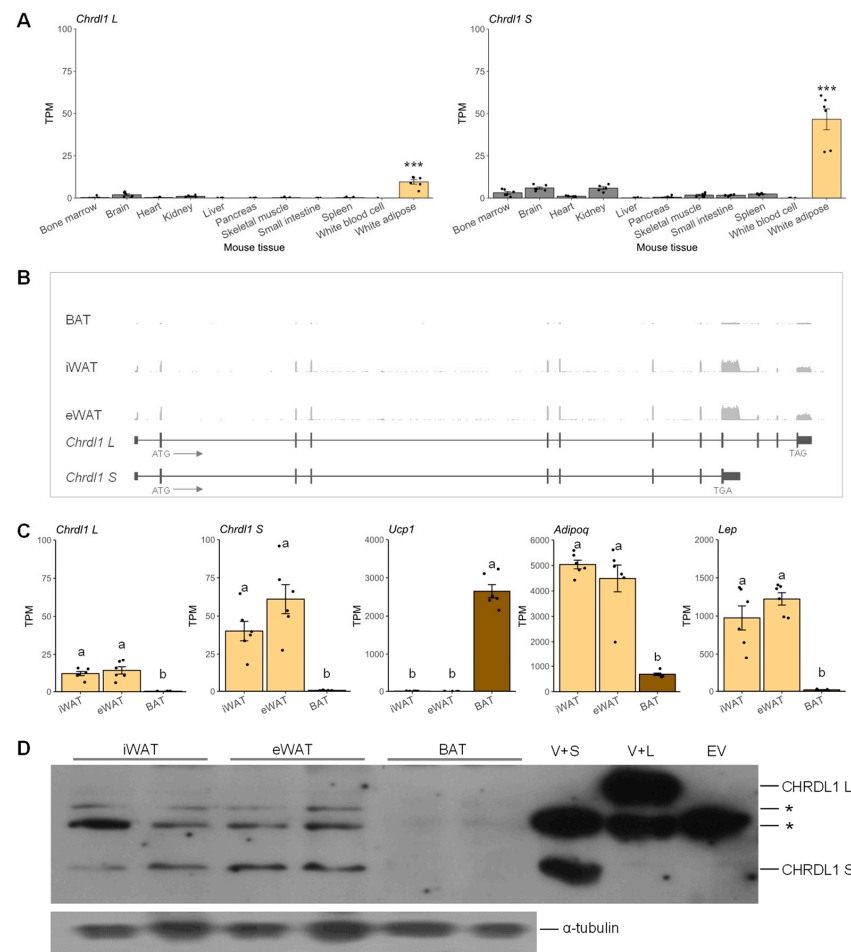 A
Chrdl1 L
Chrdl1 S
100
75
50
25
0
TPM
***
Bone marrow
Brain
Heart
Kidney
Liver
Pancreas
Skeletal muscle
Small intestine
Spleen
White blood cell
White adipose
Mouse tissue
100
75
50
25
0
TPM
***
Bone marrow
Brain
Heart
Kidney
Liver
Pancreas
Skeletal muscle
Small intestine
Spleen
White blood cell
White adipose
Mouse tissue
B
BAT
iWAT
eWAT
Chrdl1 L
ATG
TAG
Chrdl1 S
ATG
TGA
C
Chrdl1 L
100
75
50
25
0
TPM
a
a
b
iWAT
eWAT
BAT
Chrdl1 S
100
75
50
25
0
TPM
a
a
b
iWAT
eWAT
BAT
Ucp1
4000
3000
2000
1000
0
TPM
b
b
a
iWAT
eWAT
BAT
Adipoq
6000
5000
4000
3000
2000
1000
0
TPM
a
a
b
iWAT
eWAT
BAT
Lep
2000
1500
1000
500
0
TPM
a
a
b
iWAT
eWAT
BAT
D
iWAT eWAT BAT V+S V+L EV
CHRDL1 L
*
*
CHRDL1 S
α-tubulin